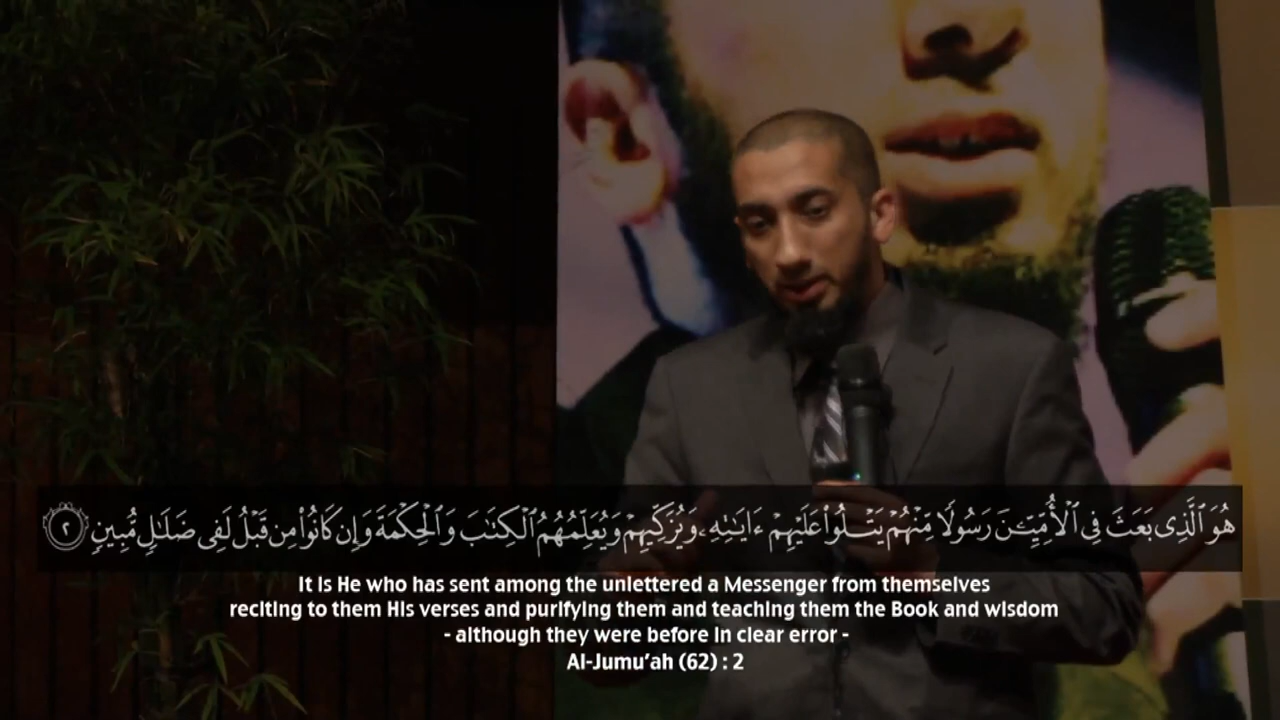 هُوَ ٱلَّذِى بَعَثَ فِى ٱلْأُمِّيِّـۧنَ رَسُولًا مِّنْهُمْ يَتْلُوا۟ عَلَيْهِمْ ءَايَـٰتِهِۦ وَيُزَكِّيهِمْ وَيُعَلِّمُهُمُ ٱلْكِتَـٰبَ وَٱلْحِكْمَةَ وَإِن كَانُوا۟ مِن قَبْلُ لَفِى ضَلَـٰلٍ مُّبِينٍ ٢
It is He who has sent among the unlettered a Messenger from themselves
reciting to them His verses and purifying them and teaching them the Book and wisdom
- although they were before in clear error -
Al-Jumu'ah (62) : 2